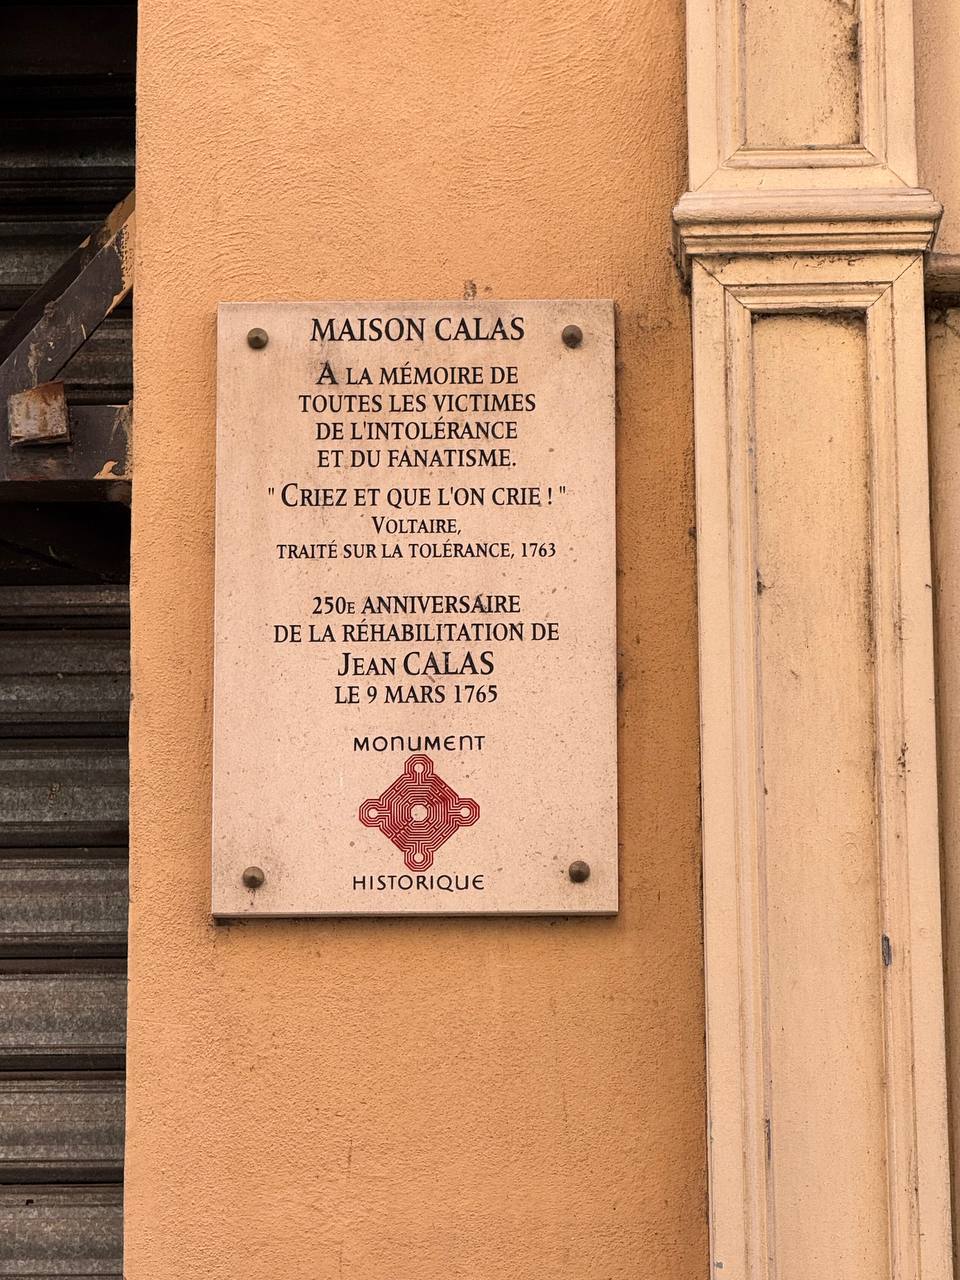 MAISON CALAS
A LA MÉMOIRE DE
TOUTES LES VICTIMES
DE L'INTOLÉRANCE
ET DU FANATISME.
" CRIEZ ET QUE L'ON CRIE ! "
VOLTAIRE,
TRAITÉ SUR LA TOLÉRANCE, 1763
250E ANNIVERSAIRE
DE LA RÉHABILITATION DE
JEAN CALAS
LE 9 MARS 1765
MONUMENT
HISTORIQUE